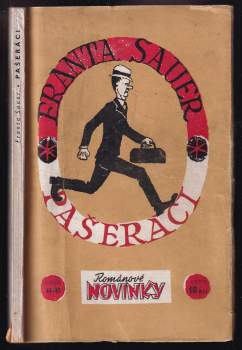 Franta Sauer • PAŠERÁCI
FRANTA SAUER
PAŠERÁCI
Románové
NOVINKY